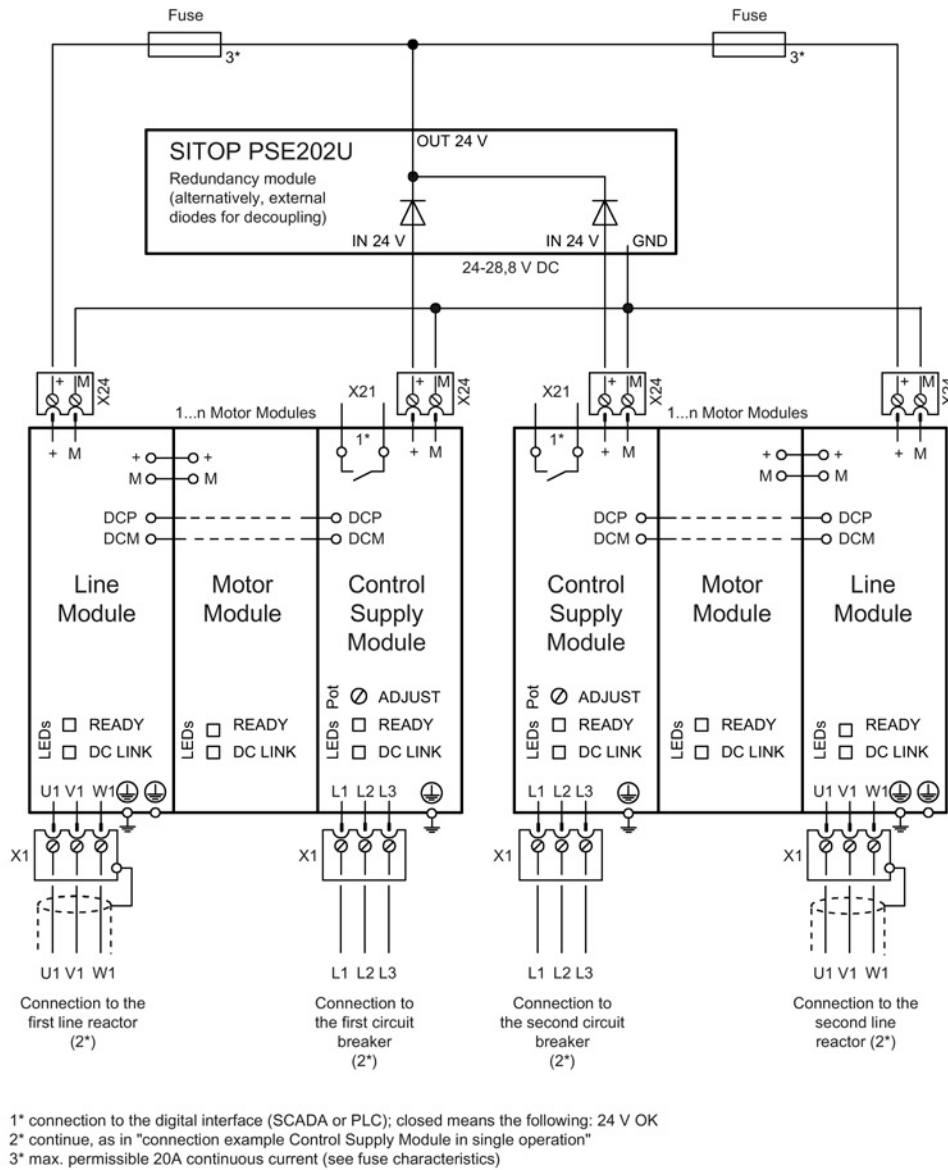 Fuse
Fuse
3*
3*
OUT 24 V
SITOP PSE202U
Redundancy module
(alternatively, external
diodes for decoupling)
IN 24 V
IN 24 V
GND
24-28,8 V DC
+ M
X24
X21
+ M
X24
X21
+ M
X24
+ M
X24
1...n Motor Modules
1...n Motor Modules
1*
1*
+ M
+ M
+ M
+ M
+ +
M M
+ +
M M
DCP DCP
DCM DCM
DCP DCP
DCM DCM
Line
Module
Motor
Module
Control
Supply
Module
Control
Supply
Module
Motor
Module
Line
Module
LEDs
READY
DC LINK
LEDs
READY
DC LINK
Pot
ADJUST
LEDs
READY
DC LINK
Pot
ADJUST
LEDs
READY
DC LINK
LEDs
READY
DC LINK
LEDs
READY
DC LINK
U1 V1 W1
L1 L2 L3
L1 L2 L3
U1 V1 W1
X1
X1
X1
X1
U1 V1 W1
L1 L2 L3
L1 L2 L3
U1 V1 W1
Connection to the
first line reactor
(2*)
Connection to
the first circuit
breaker
(2*)
Connection to
the second circuit
breaker
(2*)
Connection to the
second line
reactor (2*)
1* connection to the digital interface (SCADA or PLC); closed means the following: 24 V OK
2* continue, as in "connection example Control Supply Module in single operation"
3* max. permissible 20A continuous current (see fuse characteristics)